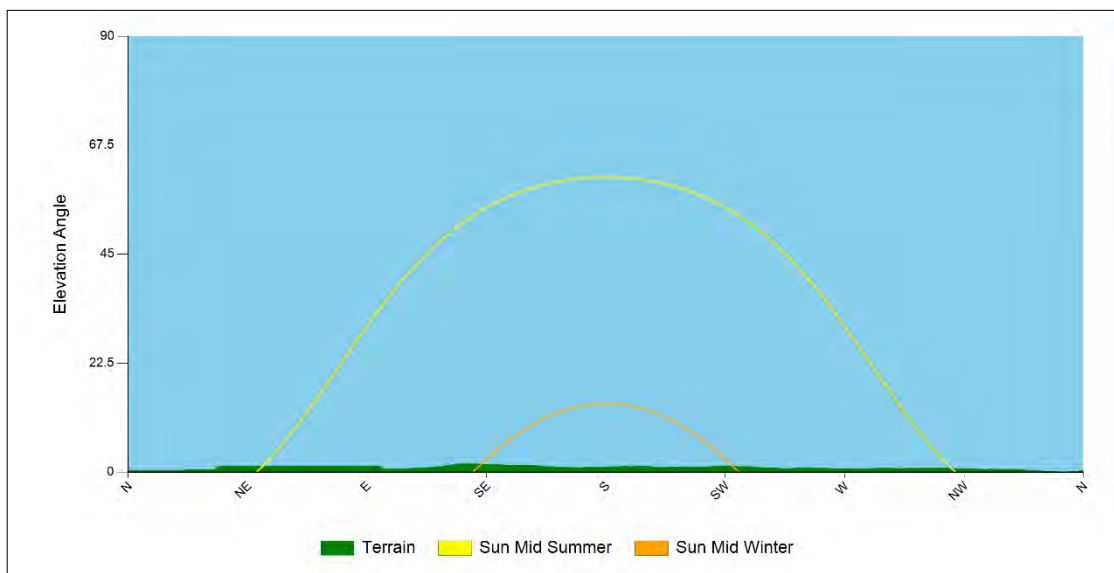 90
67.5
45
22.5
0
Elevation Angle
N
NE
E
SE
S
SW
W
NW
N
Terrain
Sun Mid Summer
Sun Mid Winter